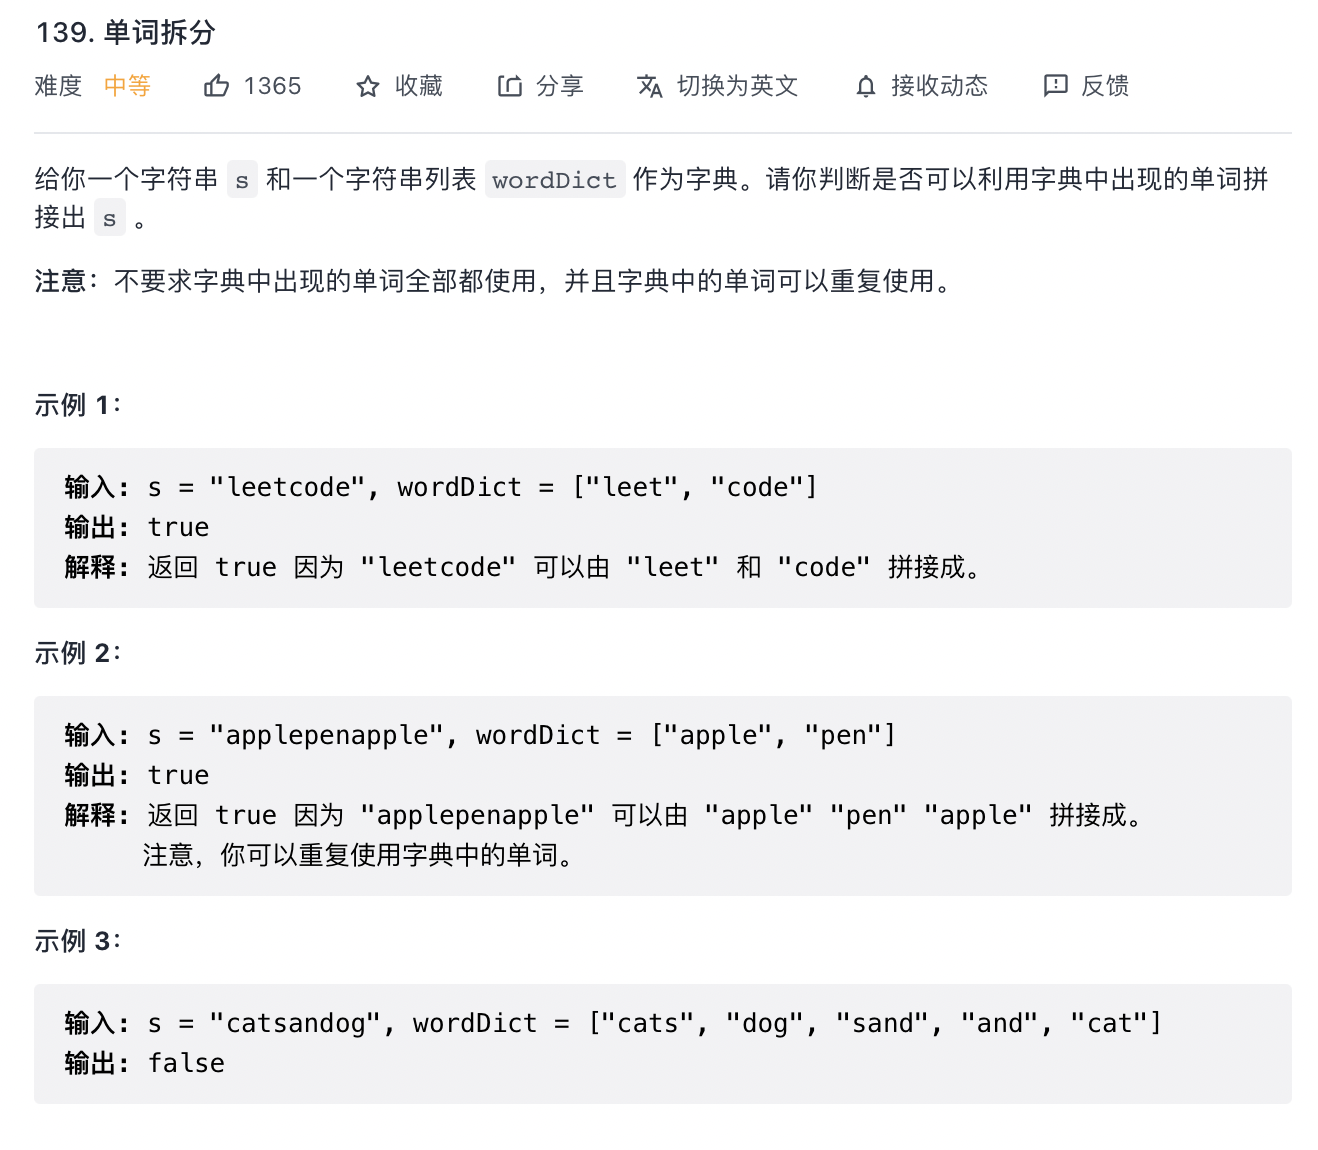 139. 单词拆分
难度 中等 1365 收藏 分享 切换为英文 接收动态 反馈
给你一个字符串 s 和一个字符串列表 wordDict 作为字典。请你判断是否可以利用字典中出现的单词拼
接出 s 。
注意：不要求字典中出现的单词全部都使用，并且字典中的单词可以重复使用。
示例 1：
输入: s = "leetcode", wordDict = ["leet", "code"]
输出: true
解释: 返回 true 因为 "leetcode" 可以由 "leet" 和 "code" 拼接成。
示例 2：
输入: s = "applepenapple", wordDict = ["apple", "pen"]
输出: true
解释: 返回 true 因为 "applepenapple" 可以由 "apple" "pen" "apple" 拼接成。
注意，你可以重复使用字典中的单词。
示例 3：
输入: s = "catsandog", wordDict = ["cats", "dog", "sand", "and", "cat"]
输出: false